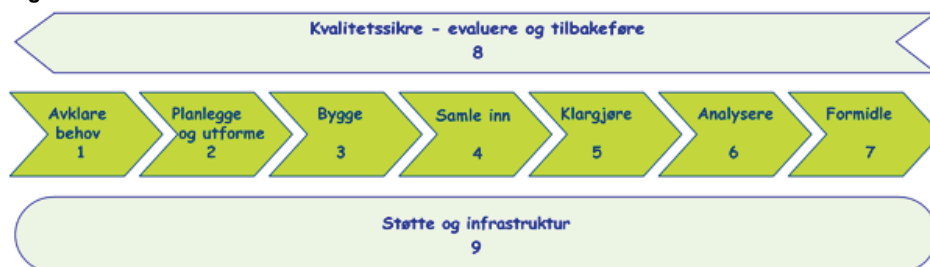 Kvalitetssikre - evaluere og tilbakeføre
8
Avklare
behov
1
Planlegge
og utforme
2
Bygge
3
Samle inn
4
Klargjøre
5
Analysere
6
Formidle
7
Støtte og infrastruktur
9